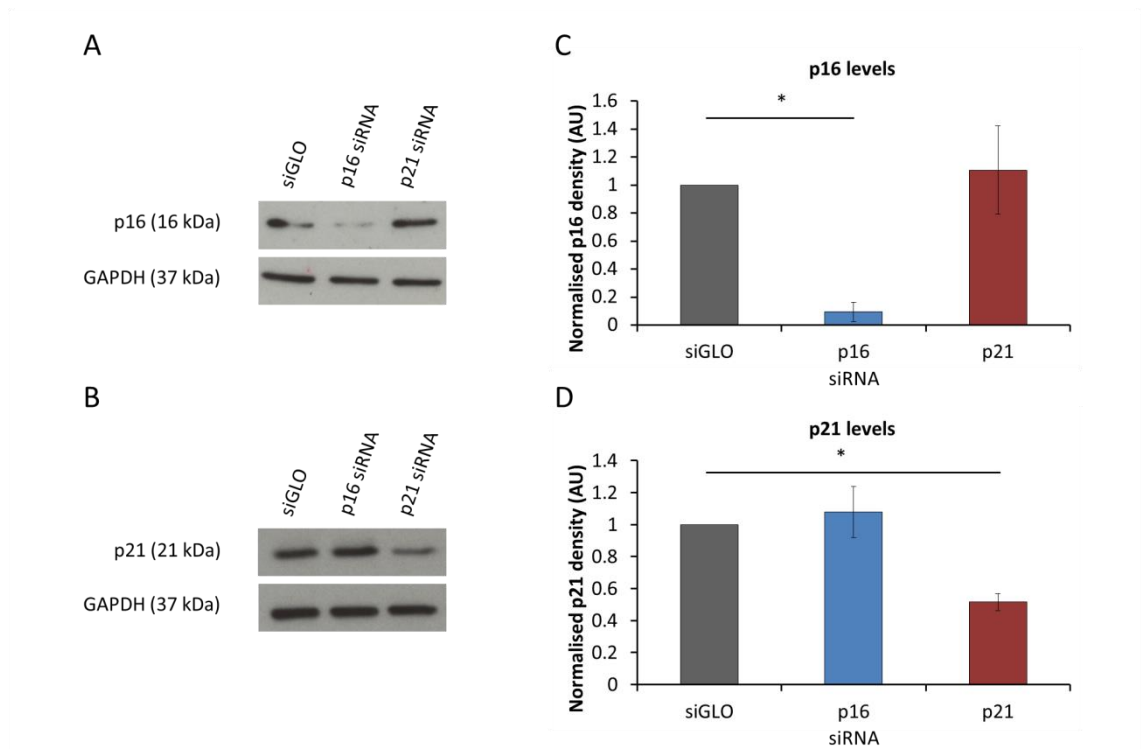 A
siGLO
p16 siRNA
p21 siRNA
p16 (16 kDa)
GAPDH (37 kDa)
B
siGLO
p16 siRNA
p21 siRNA
p21 (21 kDa)
GAPDH (37 kDa)
C
p16 levels
*
Normalised p16 density (AU)
1.6
1.4
1.2
1
0.8
0.6
0.4
0.2
0
siGLO
p16
p21
siRNA
D
p21 levels
*
Normalised p21 density (AU)
1.4
1.2
1
0.8
0.6
0.4
0.2
0
siGLO
p16
p21
siRNA